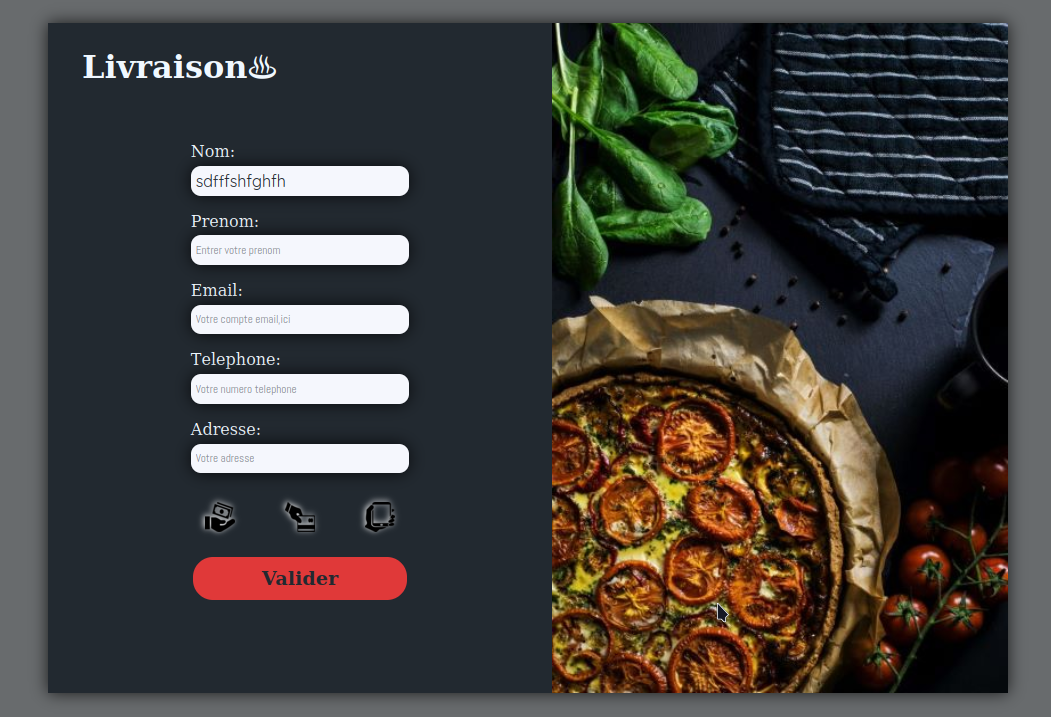 Livraison♨
Nom:
sdfffshfghfh
Prenom:
Entrer votre prenom
Email:
Votre compte email,ici
Telephone:
Votre numero telephone
Adresse:
Votre adresse
Valider